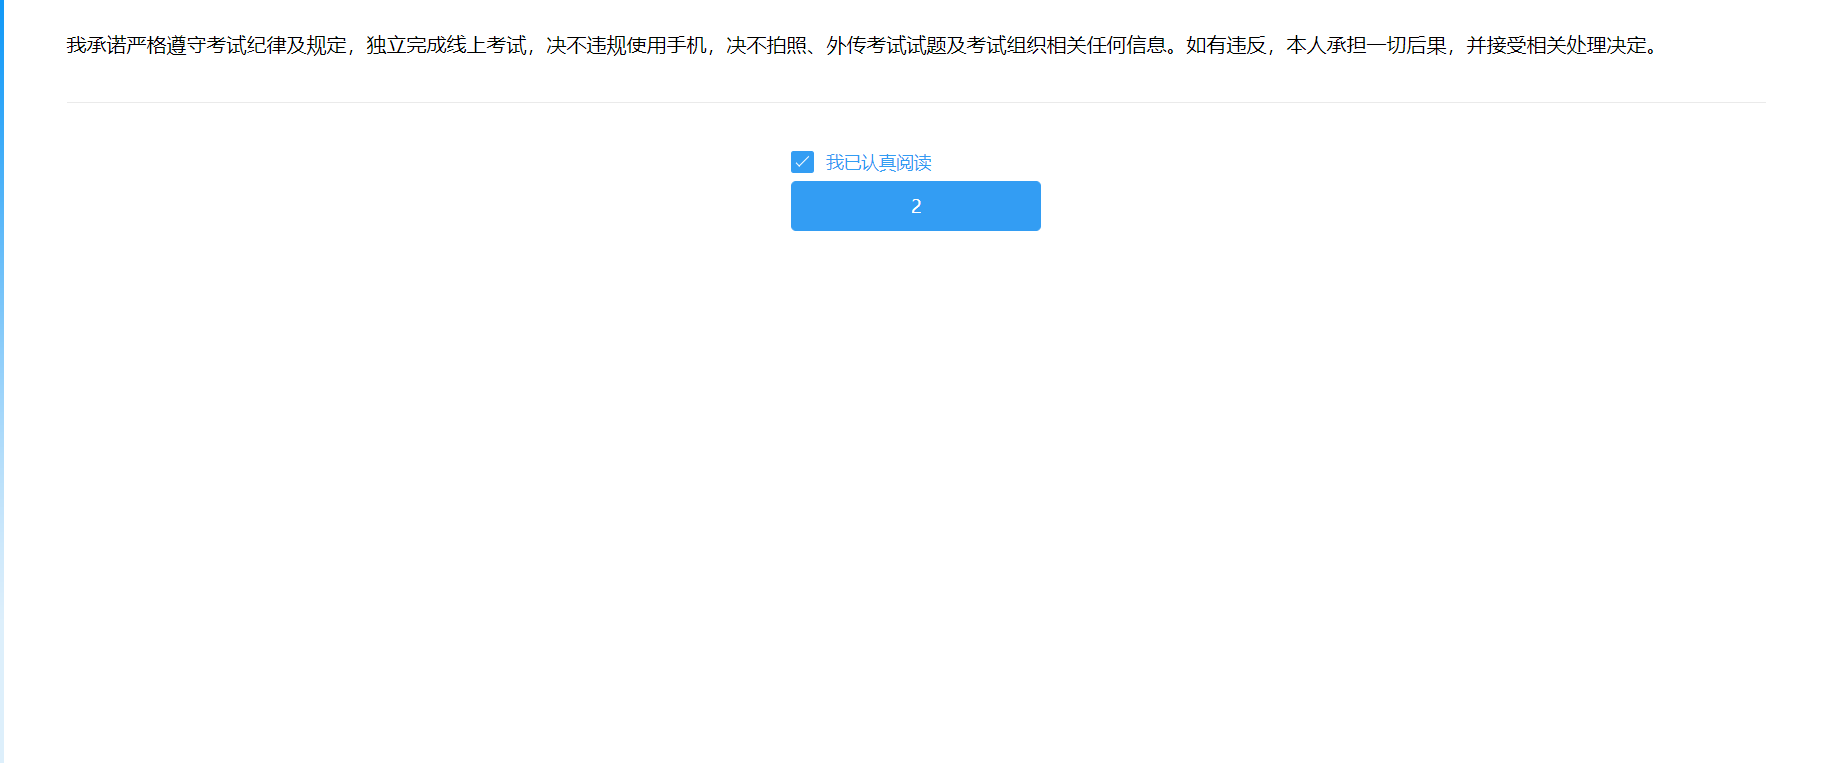 我承诺严格遵守考试纪律及规定，独立完成线上考试，决不违规使用手机，决不拍照、外传考试试题及考试组织相关任何信息。如有违反，本人承担一切后果，并接受相关处理决定。
我已认真阅读
2